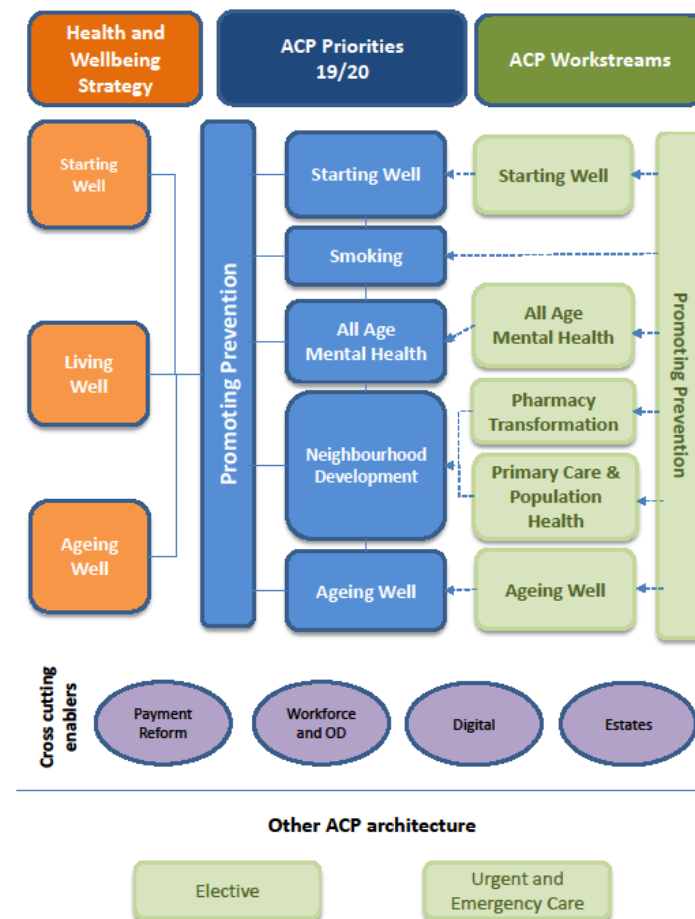 Health and
Wellbeing
Strategy
ACP Priorities
19/20
ACP Workstreams
Starting
Well
Living
Well
Ageing
Well
Promoting Prevention
Starting Well
Smoking
All Age
Mental Health
Neighbourhood
Development
Ageing Well
Starting Well
All Age
Mental Health
Pharmacy
Transformation
Primary Care &
Population
Health
Ageing Well
Promoting Prevention
Cross cutting
enablers
Payment
Reform
Workforce
and OD
Digital
Estates
Other ACP architecture
Elective
Urgent and
Emergency Care